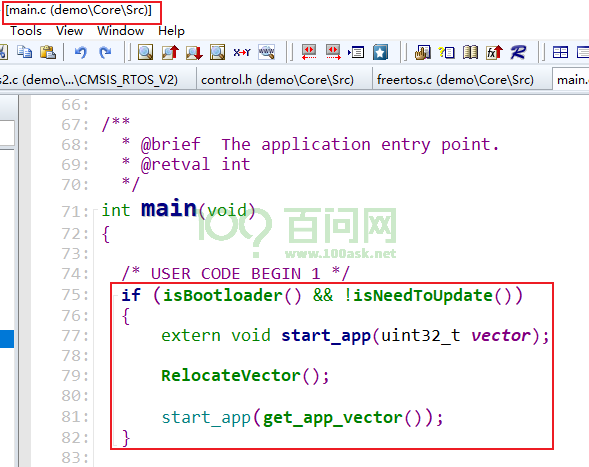 [main.c (demo\Core\Src)]
Tools View Window Help
s2.c (demo\...\CMSIS_RTOS_V2) control.h (demo\Core\Src) freertos.c (demo\Core\Src) main.
66:
67: /**
68: * @brief The application entry point.
69: * @retval int
70: */
71: int main(void)
72: {
73:
74: /* USER CODE BEGIN 1 */
75: if (isBootloader() && !isNeedToUpdate())
76: {
77: extern void start_app(uint32_t vector);
78:
79: RelocateVector();
80:
81: start_app(get_app_vector());
82: }
83:
百问网
www.100ask.net